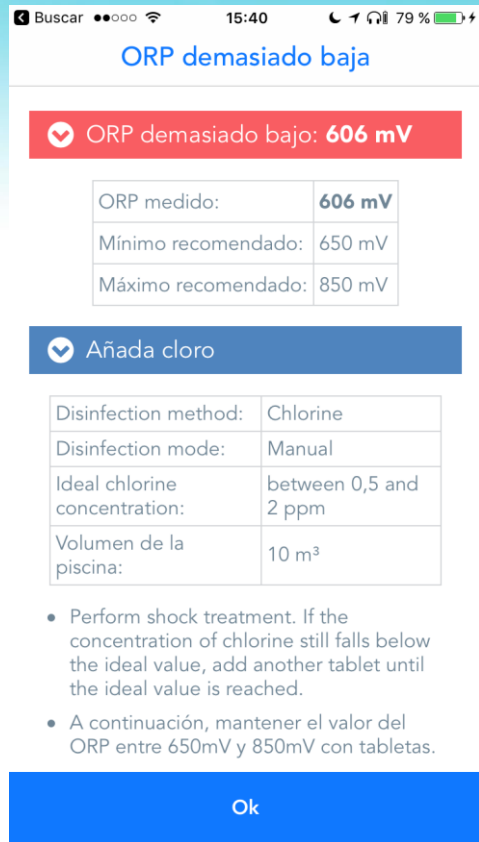 Buscar 15:40 79 %
ORP demasiado baja
ORP demasiado bajo: 606 mV
ORP medido: 606 mV
Mínimo recomendado: 650 mV
Máximo recomendado: 850 mV
Añada cloro
Disinfection method: Chlorine
Disinfection mode: Manual
Ideal chlorine
concentration:
between 0,5 and
2 ppm
Volumen de la
piscina:
10 m³
• Perform shock treatment. If the
concentration of chlorine still falls below
the ideal value, add another tablet until
the ideal value is reached.
• A continuación, mantener el valor del
ORP entre 650mV y 850mV con tabletas.
Ok